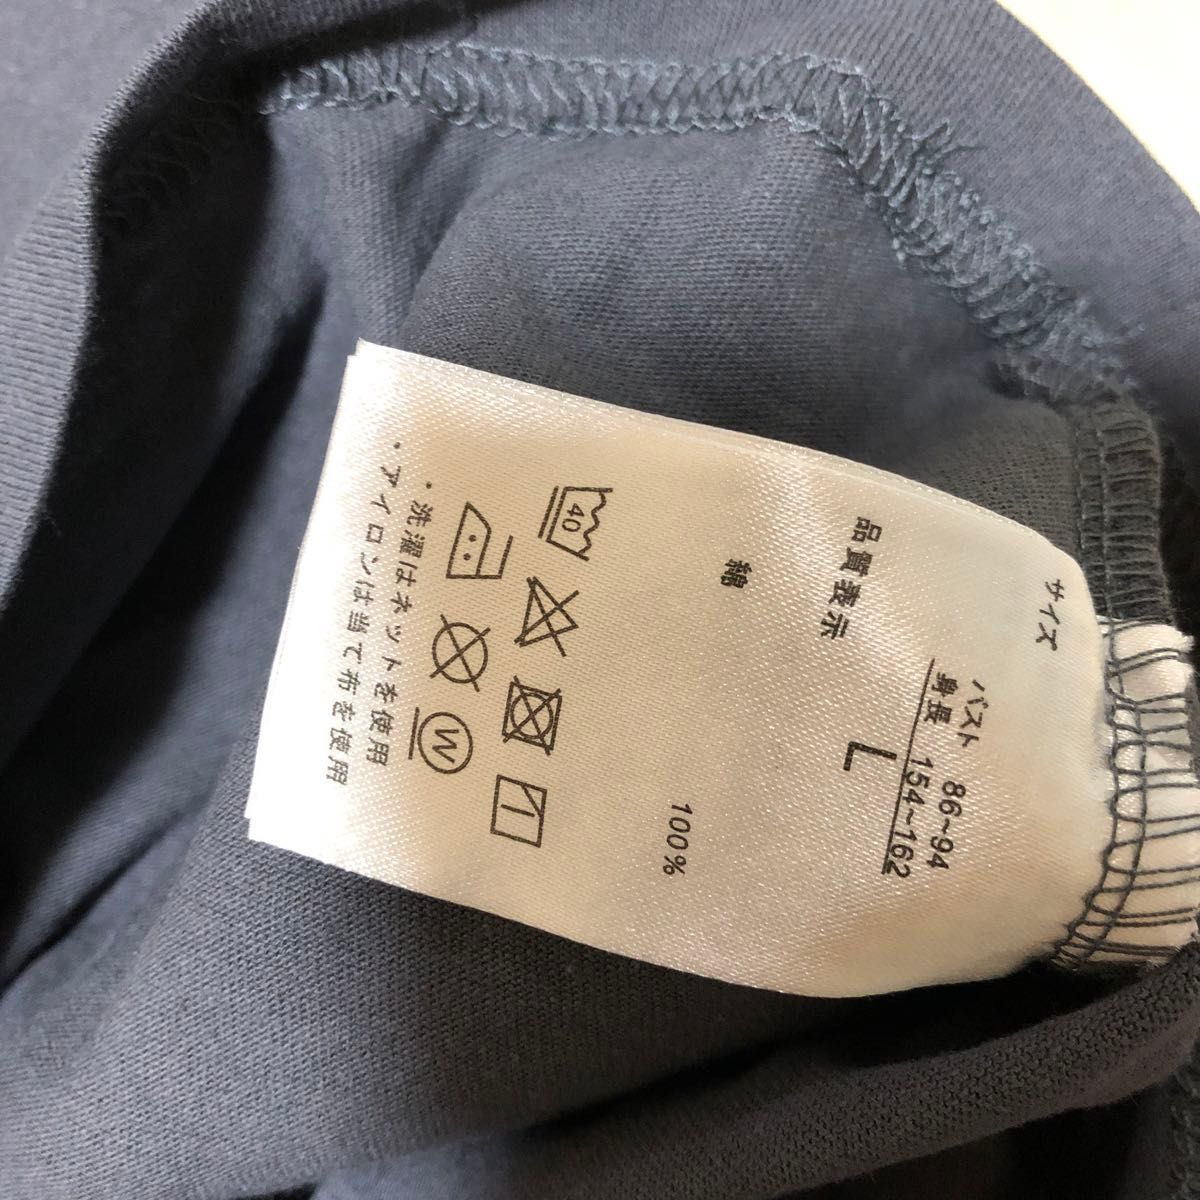 サイズ
バスト 86~94
身長 154~162
L
品質表示
綿 100%
40
W
・洗濯はネットを使用
・アイロンは当て布を使用